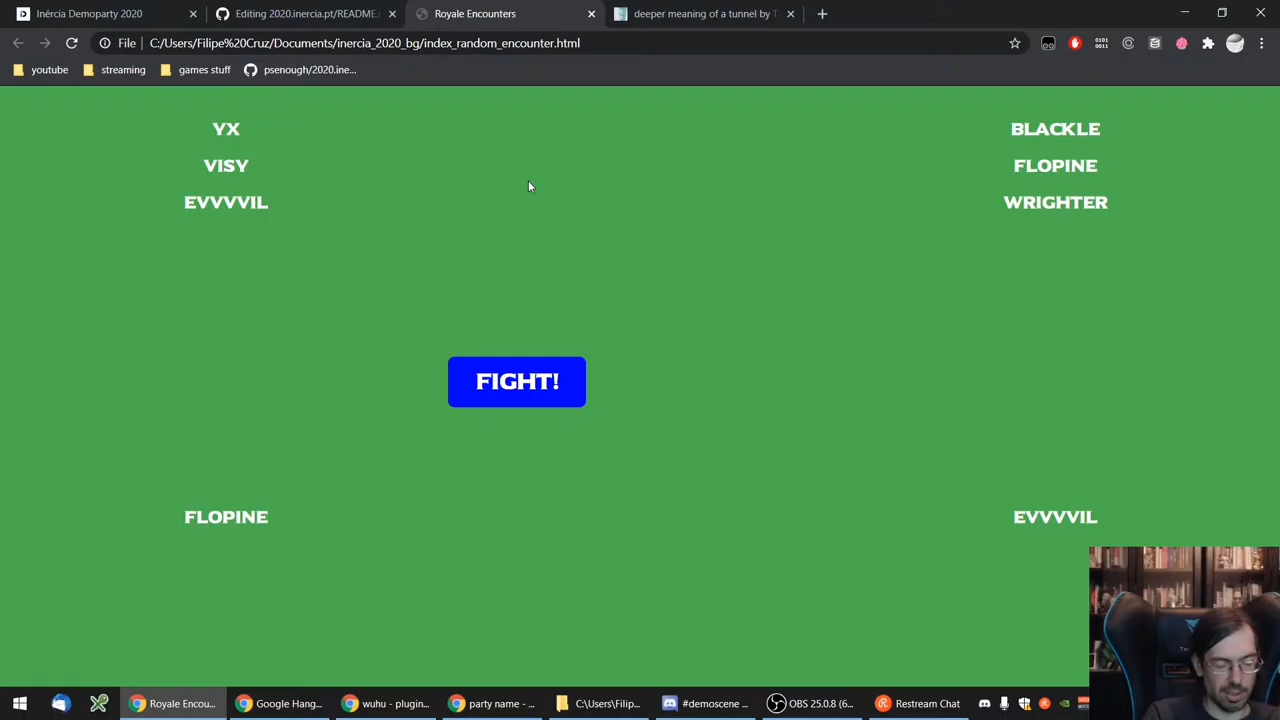 Inércia Demoparty 2020
Editing 2020.inercia.pt/README.
Royale Encounters
deeper meaning of a tunnel by T
File
C:/Users/Filipe%20Cruz/Documents/inercia_2020_bg/index_random_encounter.html
0101
0011
youtube
streaming
games stuff
psenough/2020.ine...
YX
BLACKLE
VISY
FLOPINE
EVVVVIL
WRIGHTER
FIGHT!
FLOPINE
EVVVVIL
Royale Encou...
Google Hang...
wuhu - plugin...
party name - ...
C:\Users\Filip...
#demoscene ...
OBS 25.0.8 (6...
Restream Chat